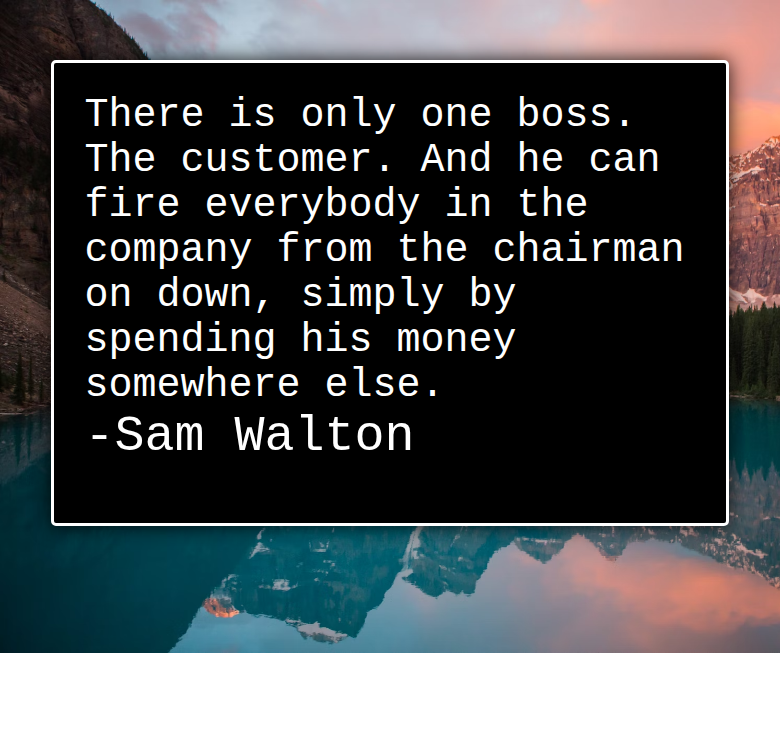 There is only one boss.
The customer. And he can
fire everybody in the
company from the chairman
on down, simply by
spending his money
somewhere else.
-Sam Walton